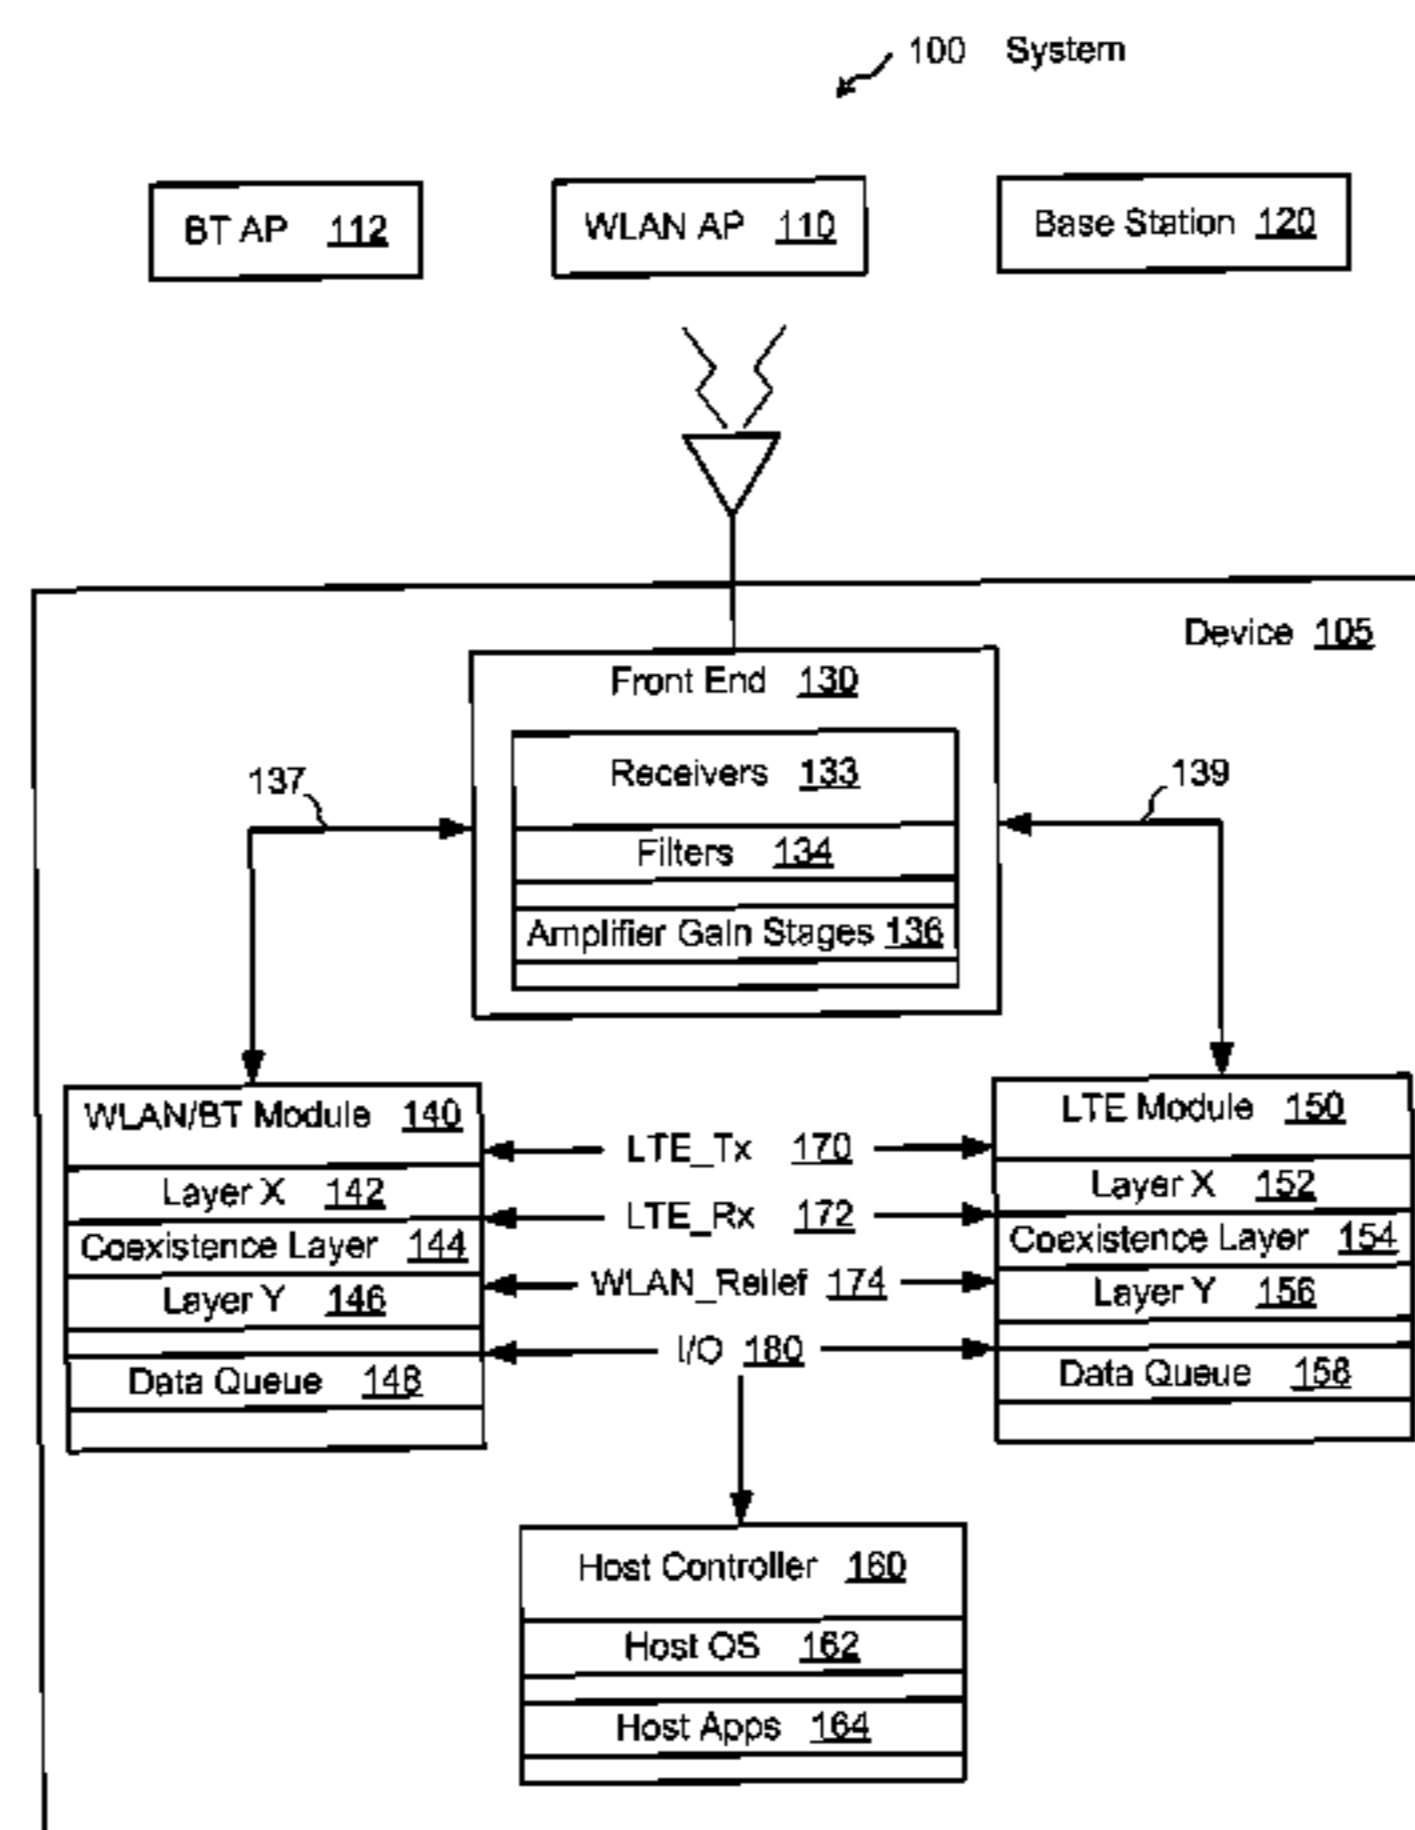 100 System
BT AP 112
WLAN AP 110
Base Station 120
Device 105
Front End 130
Receivers 133
Filters 134
Amplifier Gain Stages 136
137
139
WLAN/BT Module 140
Layer X 142
Coexistence Layer 144
Layer Y 146
Data Queue 148
LTE_Tx 170
LTE_Rx 172
WLAN_Relief 174
I/O 180
LTE Module 150
Layer X 152
Coexistence Layer 154
Layer Y 156
Data Queue 158
Host Controller 160
Host OS 162
Host Apps 164